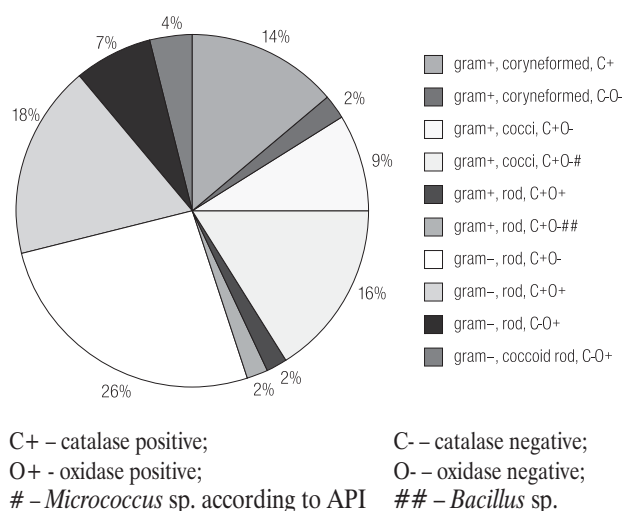 4%
14%
7%
2%
18%
9%
16%
2%
2%
26%
gram+, coryneformed, C+
gram+, coryneformed, C-O-
gram+, cocci, C+O-
gram+, cocci, C+O-#
gram+, rod, C+O+
gram+, rod, C+O-##
gram–, rod, C+O-
gram–, rod, C+O+
gram–, rod, C-O+
gram–, coccoid rod, C-O+
C+ – catalase positive;
C- – catalase negative;
O+ - oxidase positive;
O- – oxidase negative;
# – Micrococcus sp. according to API
## – Bacillus sp.